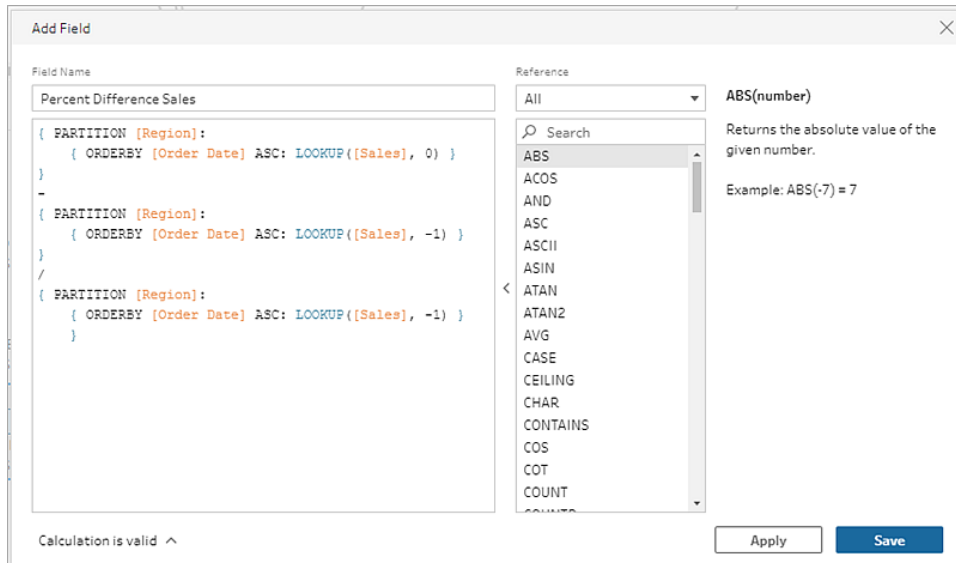 Add Field
Field Name
Percent Difference Sales
{ PARTITION [Region]:
{ ORDERBY [Order Date] ASC: LOOKUP([Sales], 0) }
}
-
{ PARTITION [Region]:
{ ORDERBY [Order Date] ASC: LOOKUP([Sales], -1) }
}
/
{ PARTITION [Region]:
{ ORDERBY [Order Date] ASC: LOOKUP([Sales], -1) }
}
Reference
All
Search
ABS
ACOS
AND
ASC
ASCII
ASIN
ATAN
ATAN2
AVG
CASE
CEILING
CHAR
CONTAINS
COS
COT
COUNT
ABS(number)
Returns the absolute value of the
given number.
Example: ABS(-7) = 7
Calculation is valid
Apply
Save